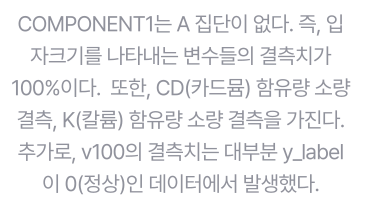 COMPONENT1는 A 집단이 없다. 즉, 입
자크기를 나타내는 변수들의 결측치가
100%이다. 또한, CD(카드뮴) 함유량 소량
결측, K(칼륨) 함유량 소량 결측을 가진다.
추가로, v100의 결측치는 대부분 y_label
이 0(정상)인 데이터에서 발생했다.